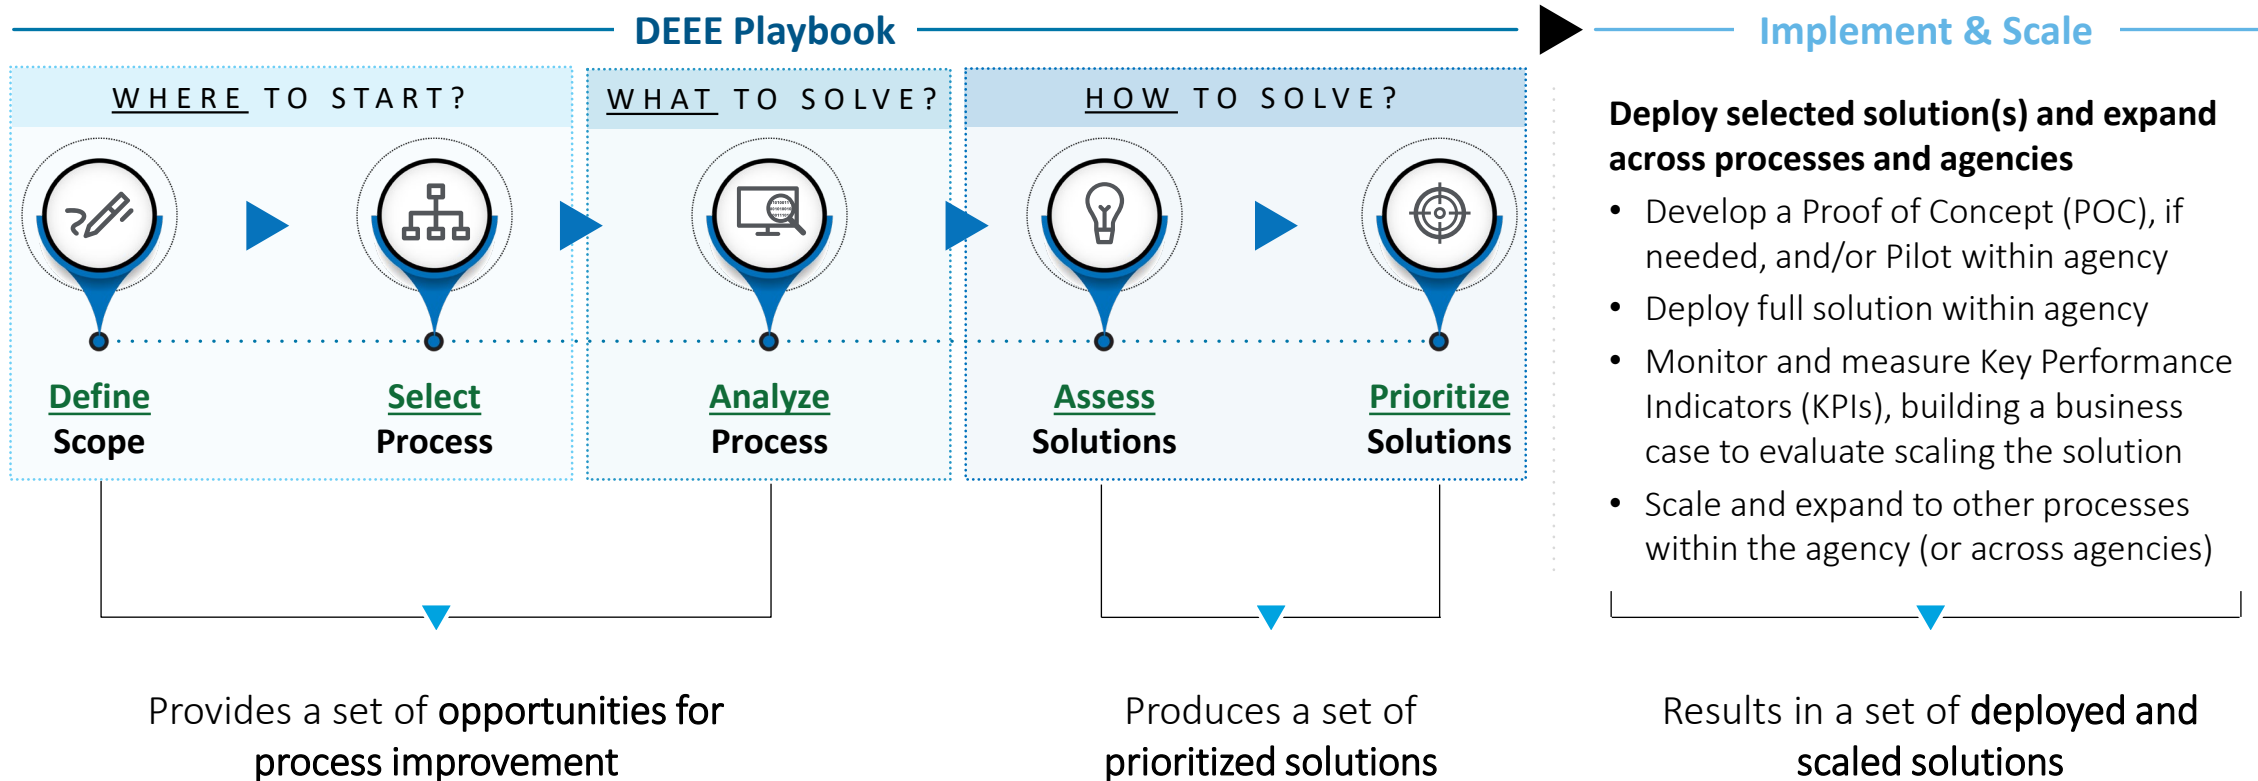 DEEE Playbook
Implement & Scale
WHERE TO START?
WHAT TO SOLVE?
HOW TO SOLVE?
Define
Scope
Select
Process
Analyze
Process
Assess
Solutions
Prioritize
Solutions
Deploy selected solution(s) and expand
across processes and agencies
• Develop a Proof of Concept (POC), if
needed, and/or Pilot within agency
• Deploy full solution within agency
• Monitor and measure Key Performance
Indicators (KPIs), building a business
case to evaluate scaling the solution
• Scale and expand to other processes
within the agency (or across agencies)
Provides a set of opportunities for
process improvement
Produces a set of
prioritized solutions
Results in a set of deployed and
scaled solutions